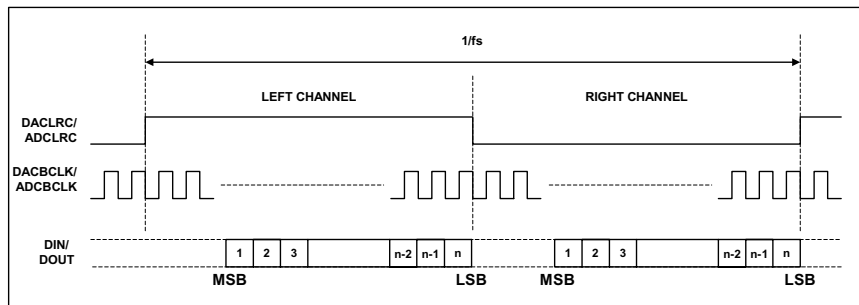 1/fs
LEFT CHANNEL
RIGHT CHANNEL
DACLRC/
ADCLRC
DACBCLK/
ADCBCLK
DIN/
DOUT
1 2 3 n-2 n-1 n 1 2 3 n-2 n-1 n
MSB LSB MSB LSB